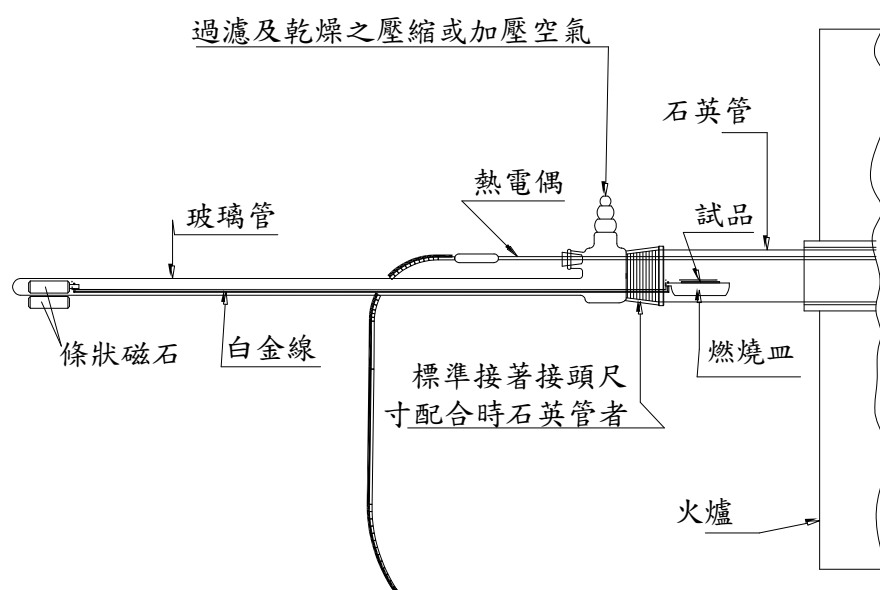 過濾及乾燥之壓縮或加壓空氣
石英管
熱電偶
試品
玻璃管
條狀磁石
白金線
燃燒皿
標準接著接頭尺
寸配合時石英管者
火爐